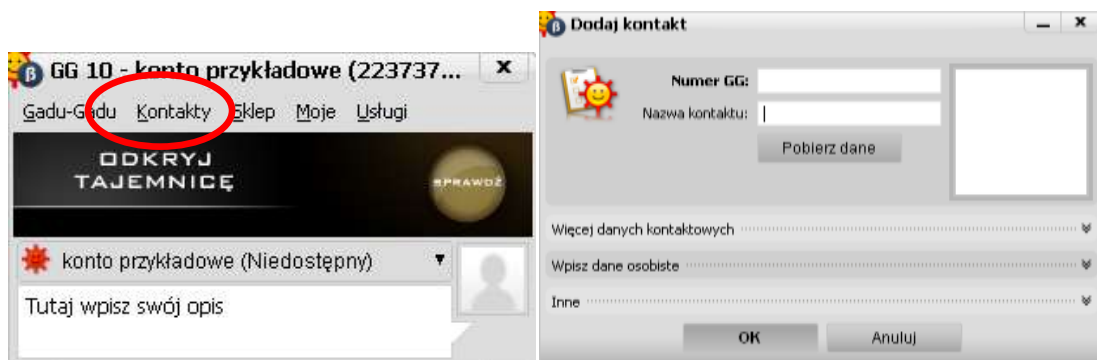 GG 10 - konto przykładowe (223737...
Gadu-Gadu Kontakty Sklep Moje Usługi
ODKRYJ
TAJEMNICĘ
SPRAWDŹ
konto przykładowe (Niedostępny)
Tutaj wpisz swój opis
Dodaj kontakt
Numer GG:
Nazwa kontaktu:
Pobierz dane
Więcej danych kontaktowych
Wpisz dane osobiste
Inne
OK Anuluj